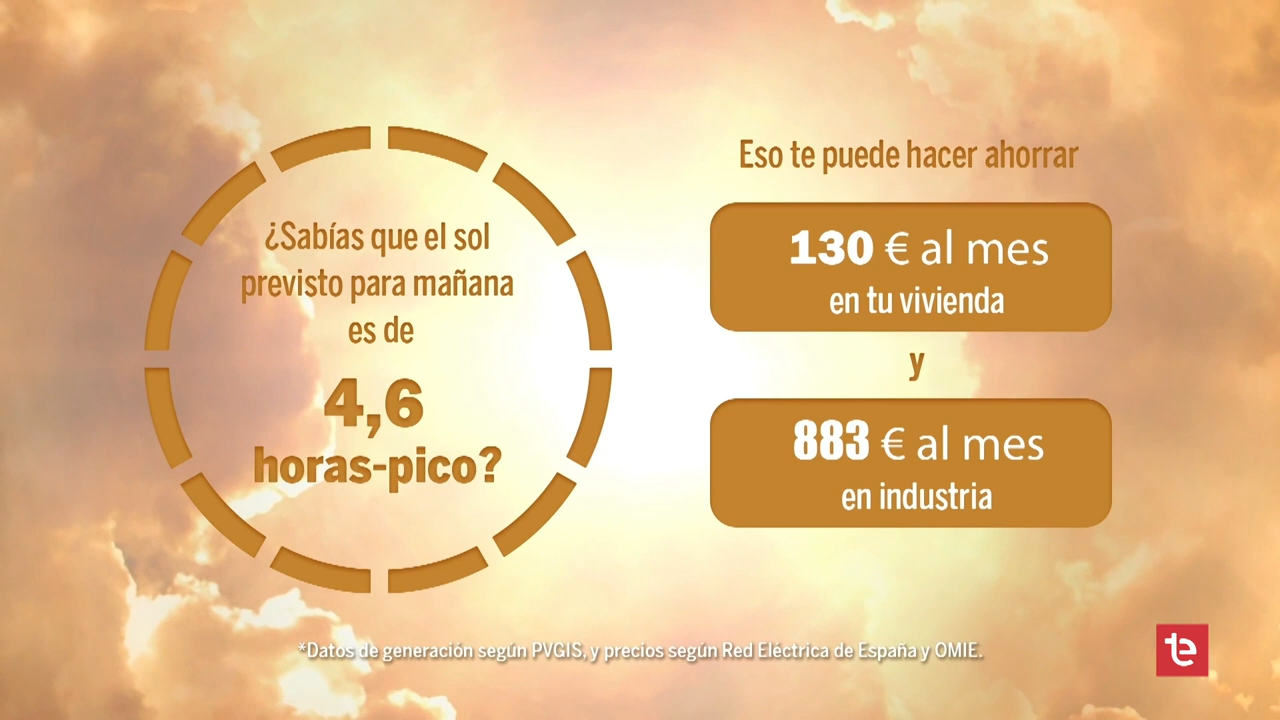 ¿Sabías que el sol
previsto para mañana
es de
4,6
horas-pico?
Eso te puede hacer ahorrar
130 € al mes
en tu vivienda
y
883 € al mes
en industria
*Datos de generación según PVGIS, y precios según Red Eléctrica de España y OMIE.
te